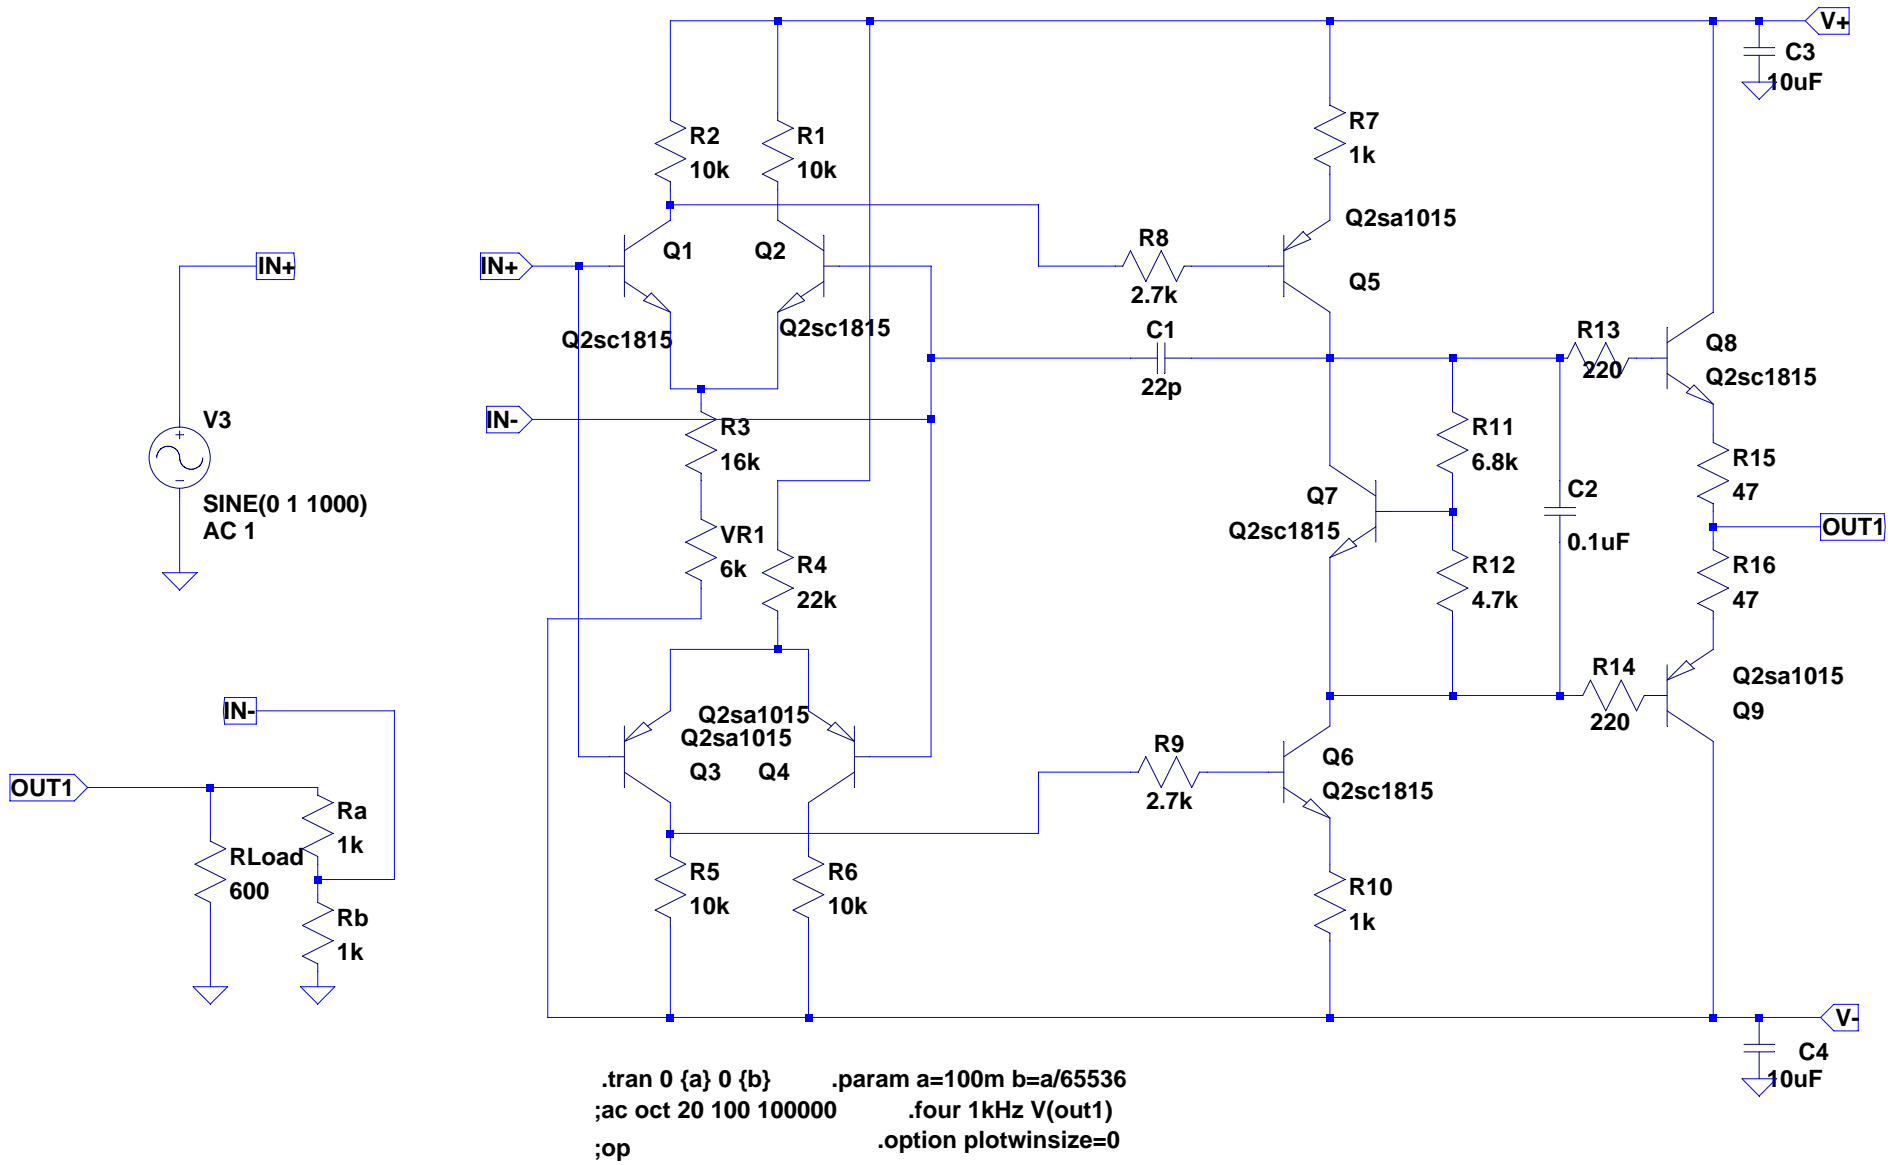 V+
C3
10uF
R2
10k
R1
10k
R7
1k
Q2sa1015
Q5
IN+
IN+
Q1
Q2
Q2sc1815
Q2sc1815
R8
2.7k
C1
22p
R13
220
Q8
Q2sc1815
IN-
R3
16k
V3
SINE(0 1 1000)
AC 1
VR1
6k
R4
22k
Q7
Q2sc1815
R11
6.8k
C2
0.1uF
R12
4.7k
R15
47
OUT1
R16
47
IN-
Q2sa1015
Q2sa1015
Q3
Q4
R14
220
Q2sa1015
Q9
R9
2.7k
Q6
Q2sc1815
OUT1
Ra
1k
RLoad
600
Rb
1k
R5
10k
R6
10k
R10
1k
V-
C4
10uF
.tran 0 {a} 0 {b}
.param a=100m b=a/65536
;ac oct 20 100 100000
.four 1kHz V(out1)
;op
.option plotwinsize=0